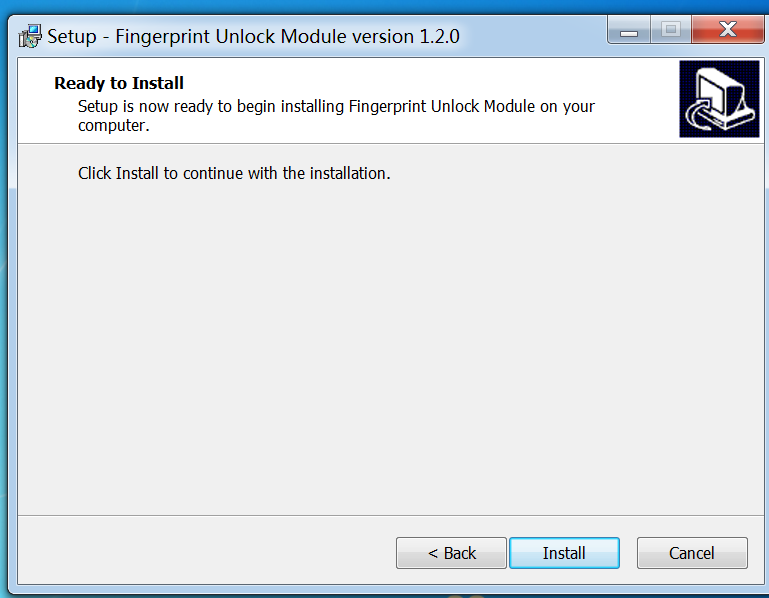 Setup - Fingerprint Unlock Module version 1.2.0
Ready to Install
Setup is now ready to begin installing Fingerprint Unlock Module on your
computer.
Click Install to continue with the installation.
< Back
Install
Cancel